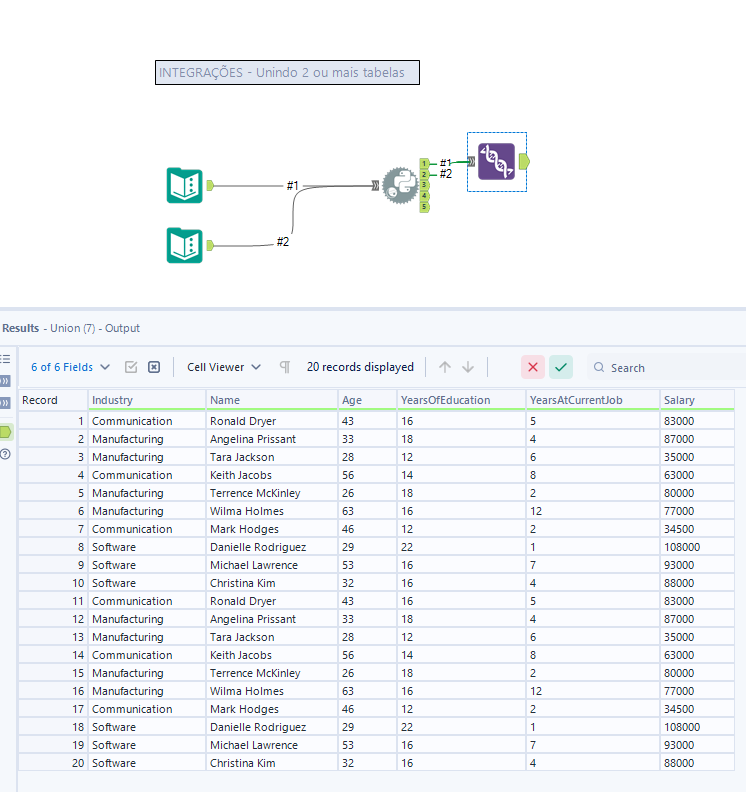 INTEGRAÇÕES - Unindo 2 ou mais tabelas
#1
#2
1 #1
2 #2
3
4
5
Results - Union (7) - Output
6 of 6 Fields Cell Viewer 20 records displayed Search
Record Industry Name Age YearsOfEducation YearsAtCurrentJob Salary
1 Communication Ronald Dryer 43 16 5 83000
2 Manufacturing Angelina Prissant 33 18 4 87000
3 Manufacturing Tara Jackson 28 12 6 35000
4 Communication Keith Jacobs 56 14 8 63000
5 Manufacturing Terrence McKinley 26 18 2 80000
6 Manufacturing Wilma Holmes 63 16 12 77000
7 Communication Mark Hodges 46 12 2 34500
8 Software Danielle Rodriguez 29 22 1 108000
9 Software Michael Lawrence 53 16 7 93000
10 Software Christina Kim 32 16 4 88000
11 Communication Ronald Dryer 43 16 5 83000
12 Manufacturing Angelina Prissant 33 18 4 87000
13 Manufacturing Tara Jackson 28 12 6 35000
14 Communication Keith Jacobs 56 14 8 63000
15 Manufacturing Terrence McKinley 26 18 2 80000
16 Manufacturing Wilma Holmes 63 16 12 77000
17 Communication Mark Hodges 46 12 2 34500
18 Software Danielle Rodriguez 29 22 1 108000
19 Software Michael Lawrence 53 16 7 93000
20 Software Christina Kim 32 16 4 88000